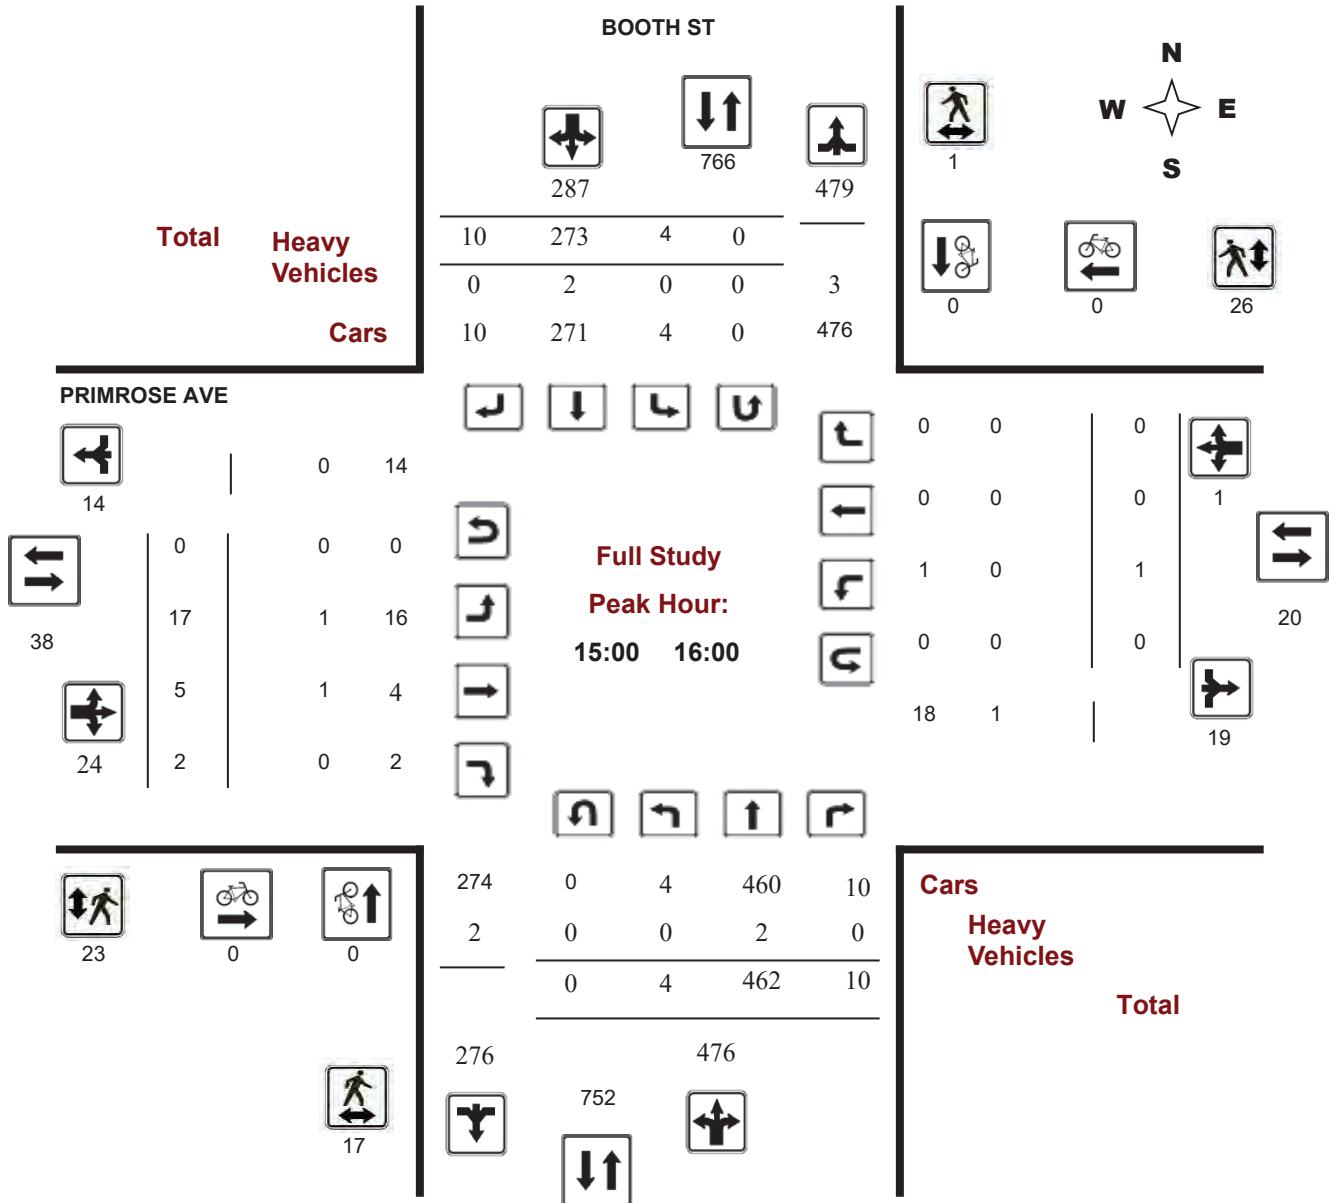 BOOTH ST
N
W E
S
766
1
287 479
Total Heavy Vehicles
10 273 4 0
0 2 0 0 3
0 0 26
Cars
10 271 4 0 476
PRIMROSE AVE
0 0 0
0 14
14
0 0 0 1
0 0 0
Full Study
1 0 1
Peak Hour:
17 1 16
20
38
15:00 16:00
0 0 0
5 1 4
18 1
19
24 2 0 2
274 0 4 460 10
Cars
2 0 0 2 0
Heavy Vehicles
23 0 0
0 4 462 10
Total
276 476
752
17